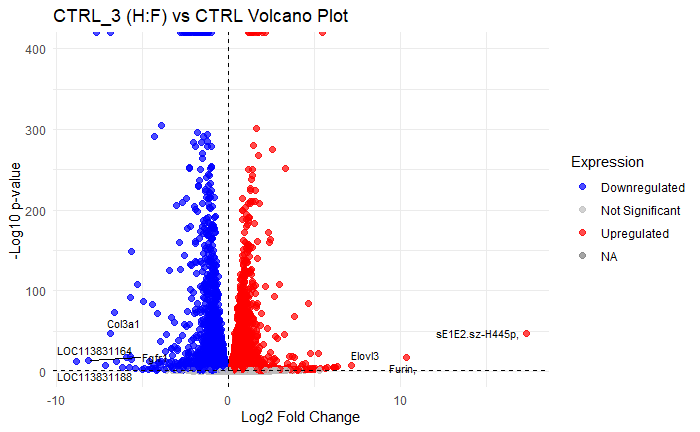 CTRL_3 (H:F) vs CTRL Volcano Plot
400
300
200
100
0
-Log10 p-value
Col3a1
LOC113831164
Fgfr
LOC113831188
sE1E2.sz-H445p,
Elovl3
Furin,
-10
0
10
Log2 Fold Change
Expression
Downregulated
Not Significant
Upregulated
NA